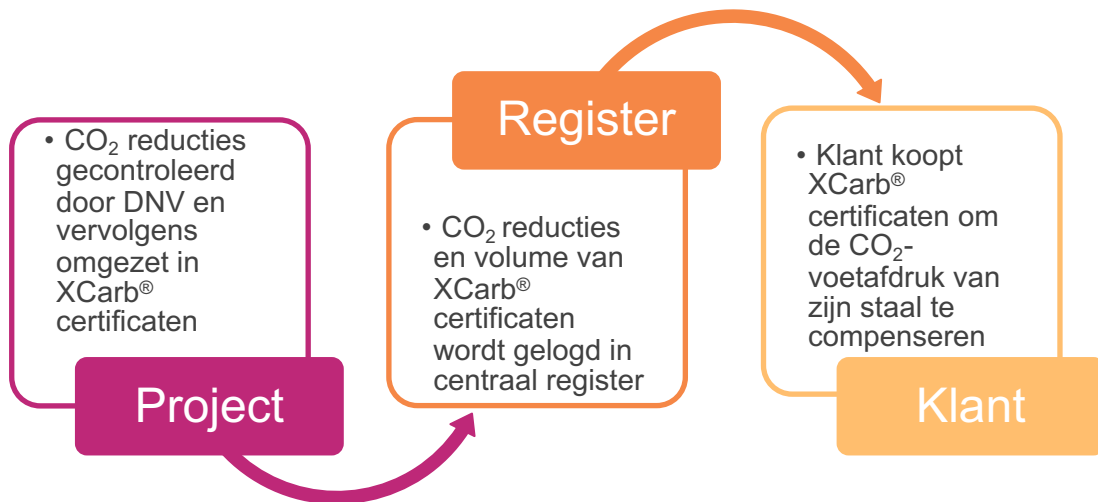 • CO₂ reducties
gecontroleerd
door DNV en
vervolgens
omgezet in
XCarb®
certificaten
Project
Register
• CO₂ reducties
en volume van
XCarb®
certificaten
wordt gelogd in
centraal register
• Klant koopt
XCarb®
certificaten om
de CO₂-
voetafdruk van
zijn staal te
compenseren
Klant